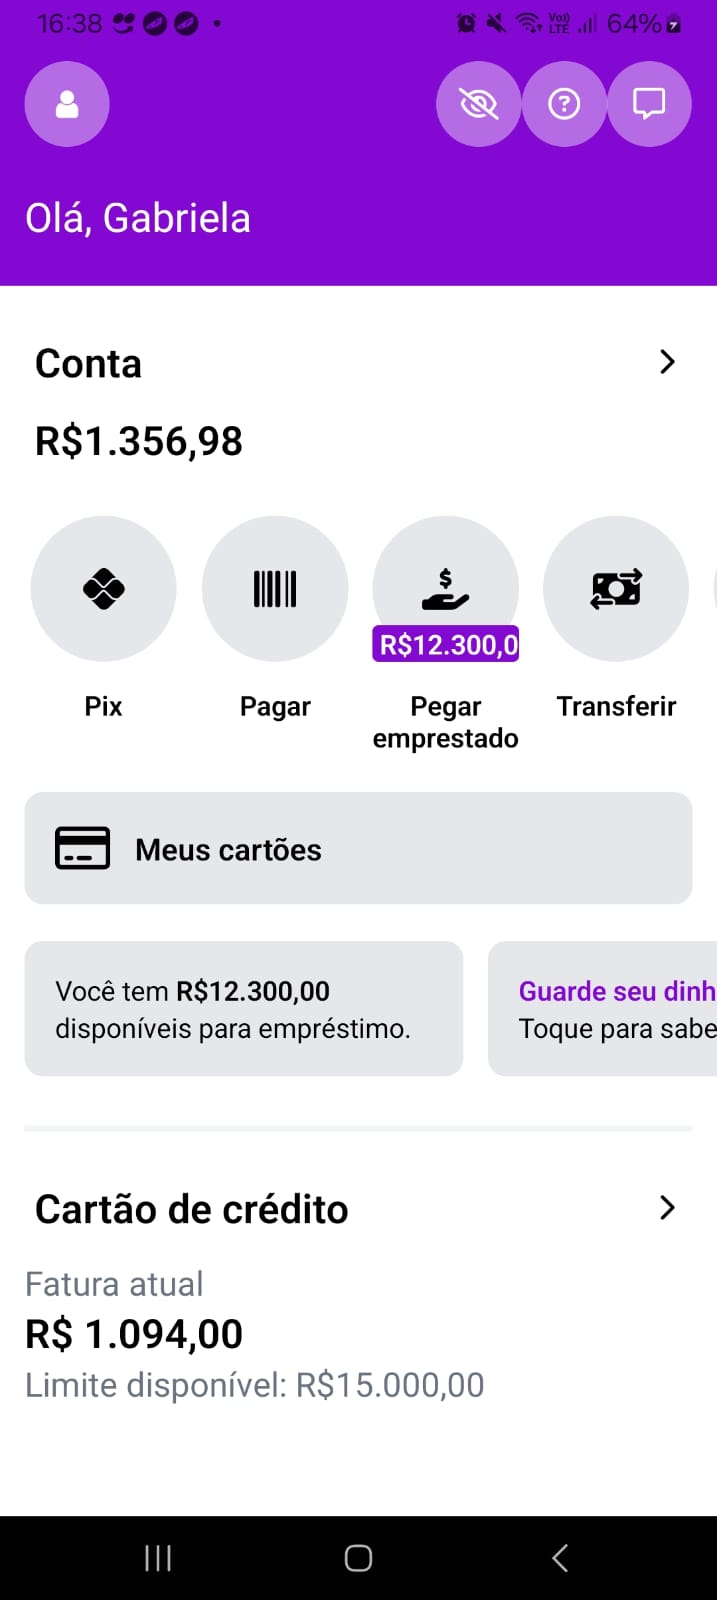 16:38
Vo))
LTE
64%
Olá, Gabriela
Conta
R$1.356,98
R$12.300,0
Pix
Pagar
Pegar
emprestado
Transferir
Meus cartões
Você tem R$12.300,00
disponíveis para empréstimo.
Guarde seu dinh
Toque para sabe
Cartão de crédito
Fatura atual
R$ 1.094,00
Limite disponível: R$15.000,00